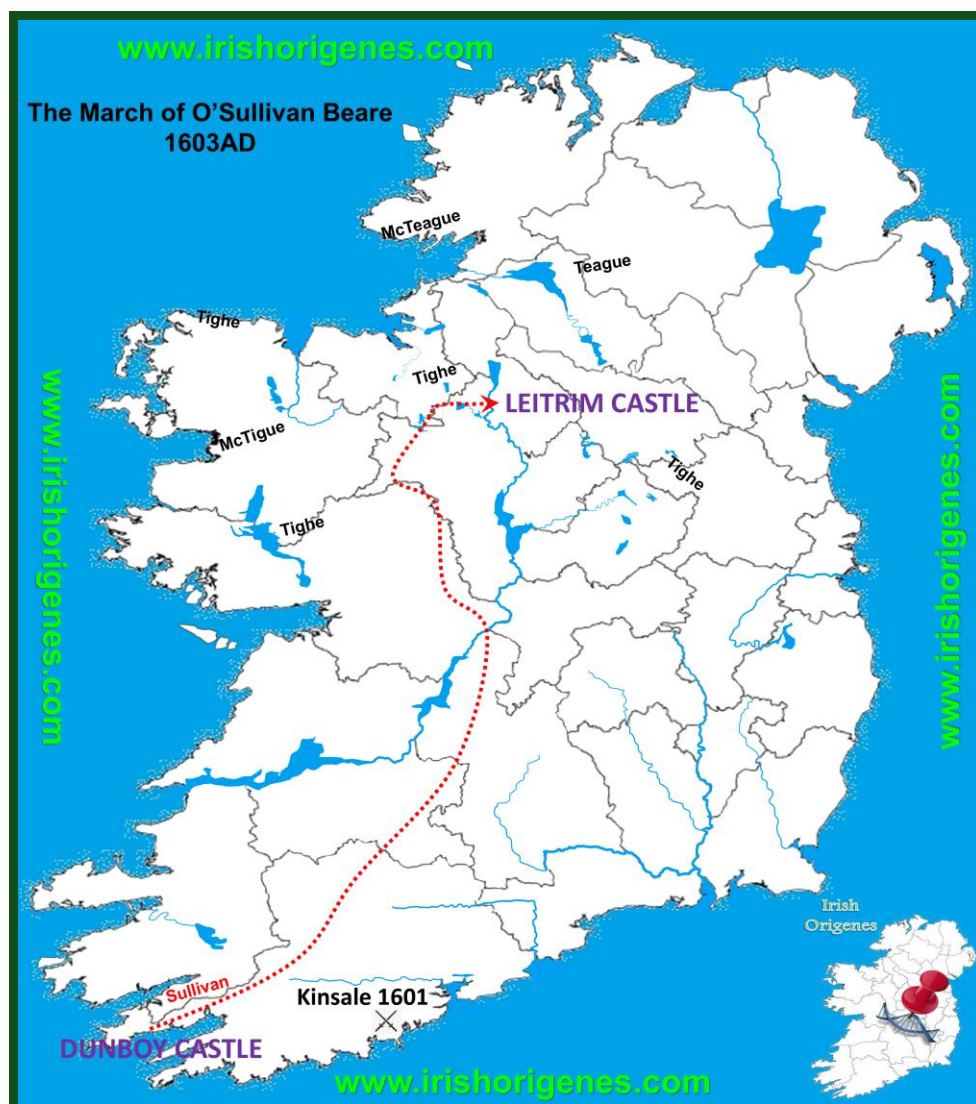 www.irishorigenes.com
The March of O'Sullivan Beare
1603AD
McTeague
Teague
Tighe
Tighe
LEITRIM CASTLE
McTigue
Tighe
Tighe
www.irishorigenes.com
www.irishorigenes.com
Irish
Origenes
Sullivan
Kinsale 1601
DUNBOY CASTLE
www.irishorigenes.com